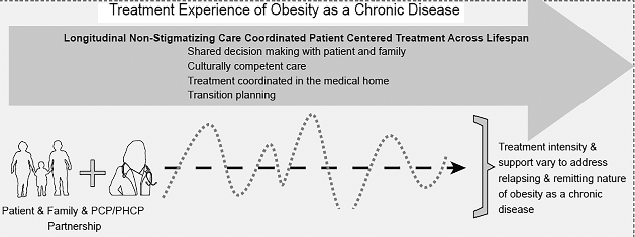 Treatment Experience of Obesity as a Chronic Disease
Longitudinal Non-Stigmatizing Care Coordinated Patient Centered Treatment Across Lifespan
Shared decision making with patient and family
Culturally competent care
Treatment coordinated in the medical home
Transition planning
Patient & Family & PCP/PHCP
Partnership
Treatment intensity &
support vary to address
relapsing & remitting nature
of obesity as a chronic
disease